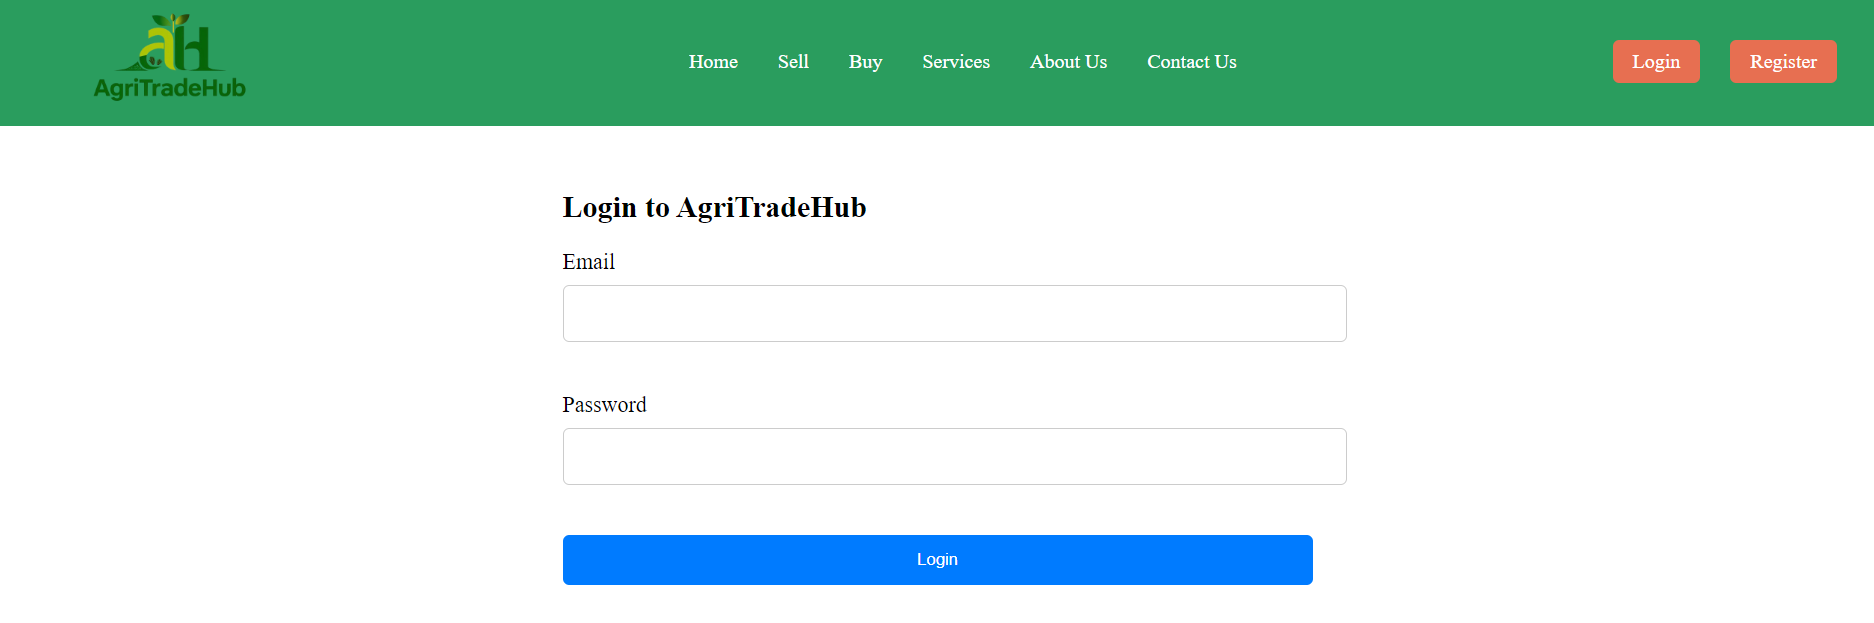 aH
AgriTradeHub
Home Sell Buy Services About Us Contact Us
Login Register
Login to AgriTradeHub
Email
Password
Login